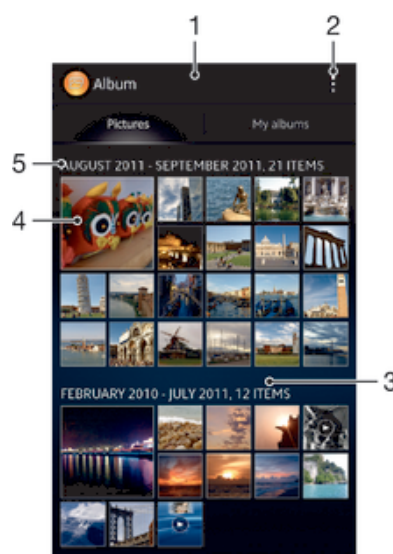 1
2
Album
Pictures
My albums
5
AUGUST 2011 - SEPTEMBER 2011, 21 ITEMS
4
3
FEBRUARY 2010 - JULY 2011, 12 ITEMS